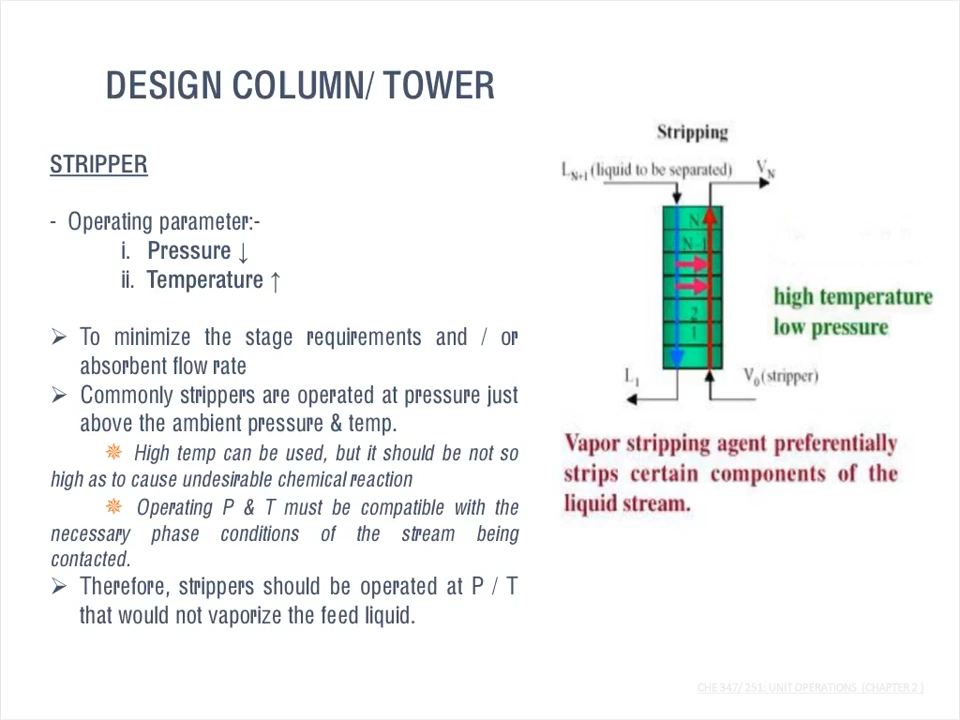 DESIGN COLUMN/ TOWER
STRIPPER
- Operating parameter:-
i. Pressure ↓
ii. Temperature ↑
➢ To minimize the stage requirements and / or
absorbent flow rate
➢ Commonly strippers are operated at pressure just
above the ambient pressure & temp.
✵ High temp can be used, but it should be not so
high as to cause undesirable chemical reaction
✵ Operating P & T must be compatible with the
necessary phase conditions of the stream being
contacted.
➢ Therefore, strippers should be operated at P / T
that would not vaporize the feed liquid.
Stripping
L_N+1 (liquid to be separated) V_N
N
N-1
2
1
L_1
V_0 (stripper)
high temperature
low pressure
Vapor stripping agent preferentially
strips certain components of the
liquid stream.
CHE 347/ 251: UNIT OPERATIONS (CHAPTER 2 )